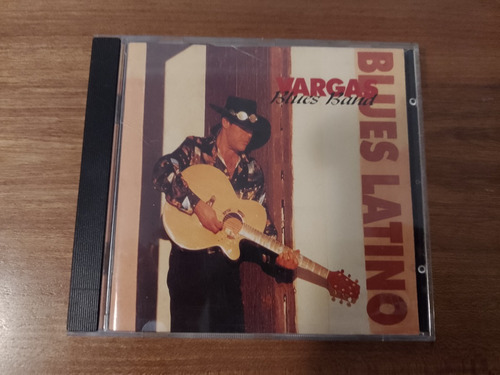 VARGAS
Blues Band
BLUES LATINO